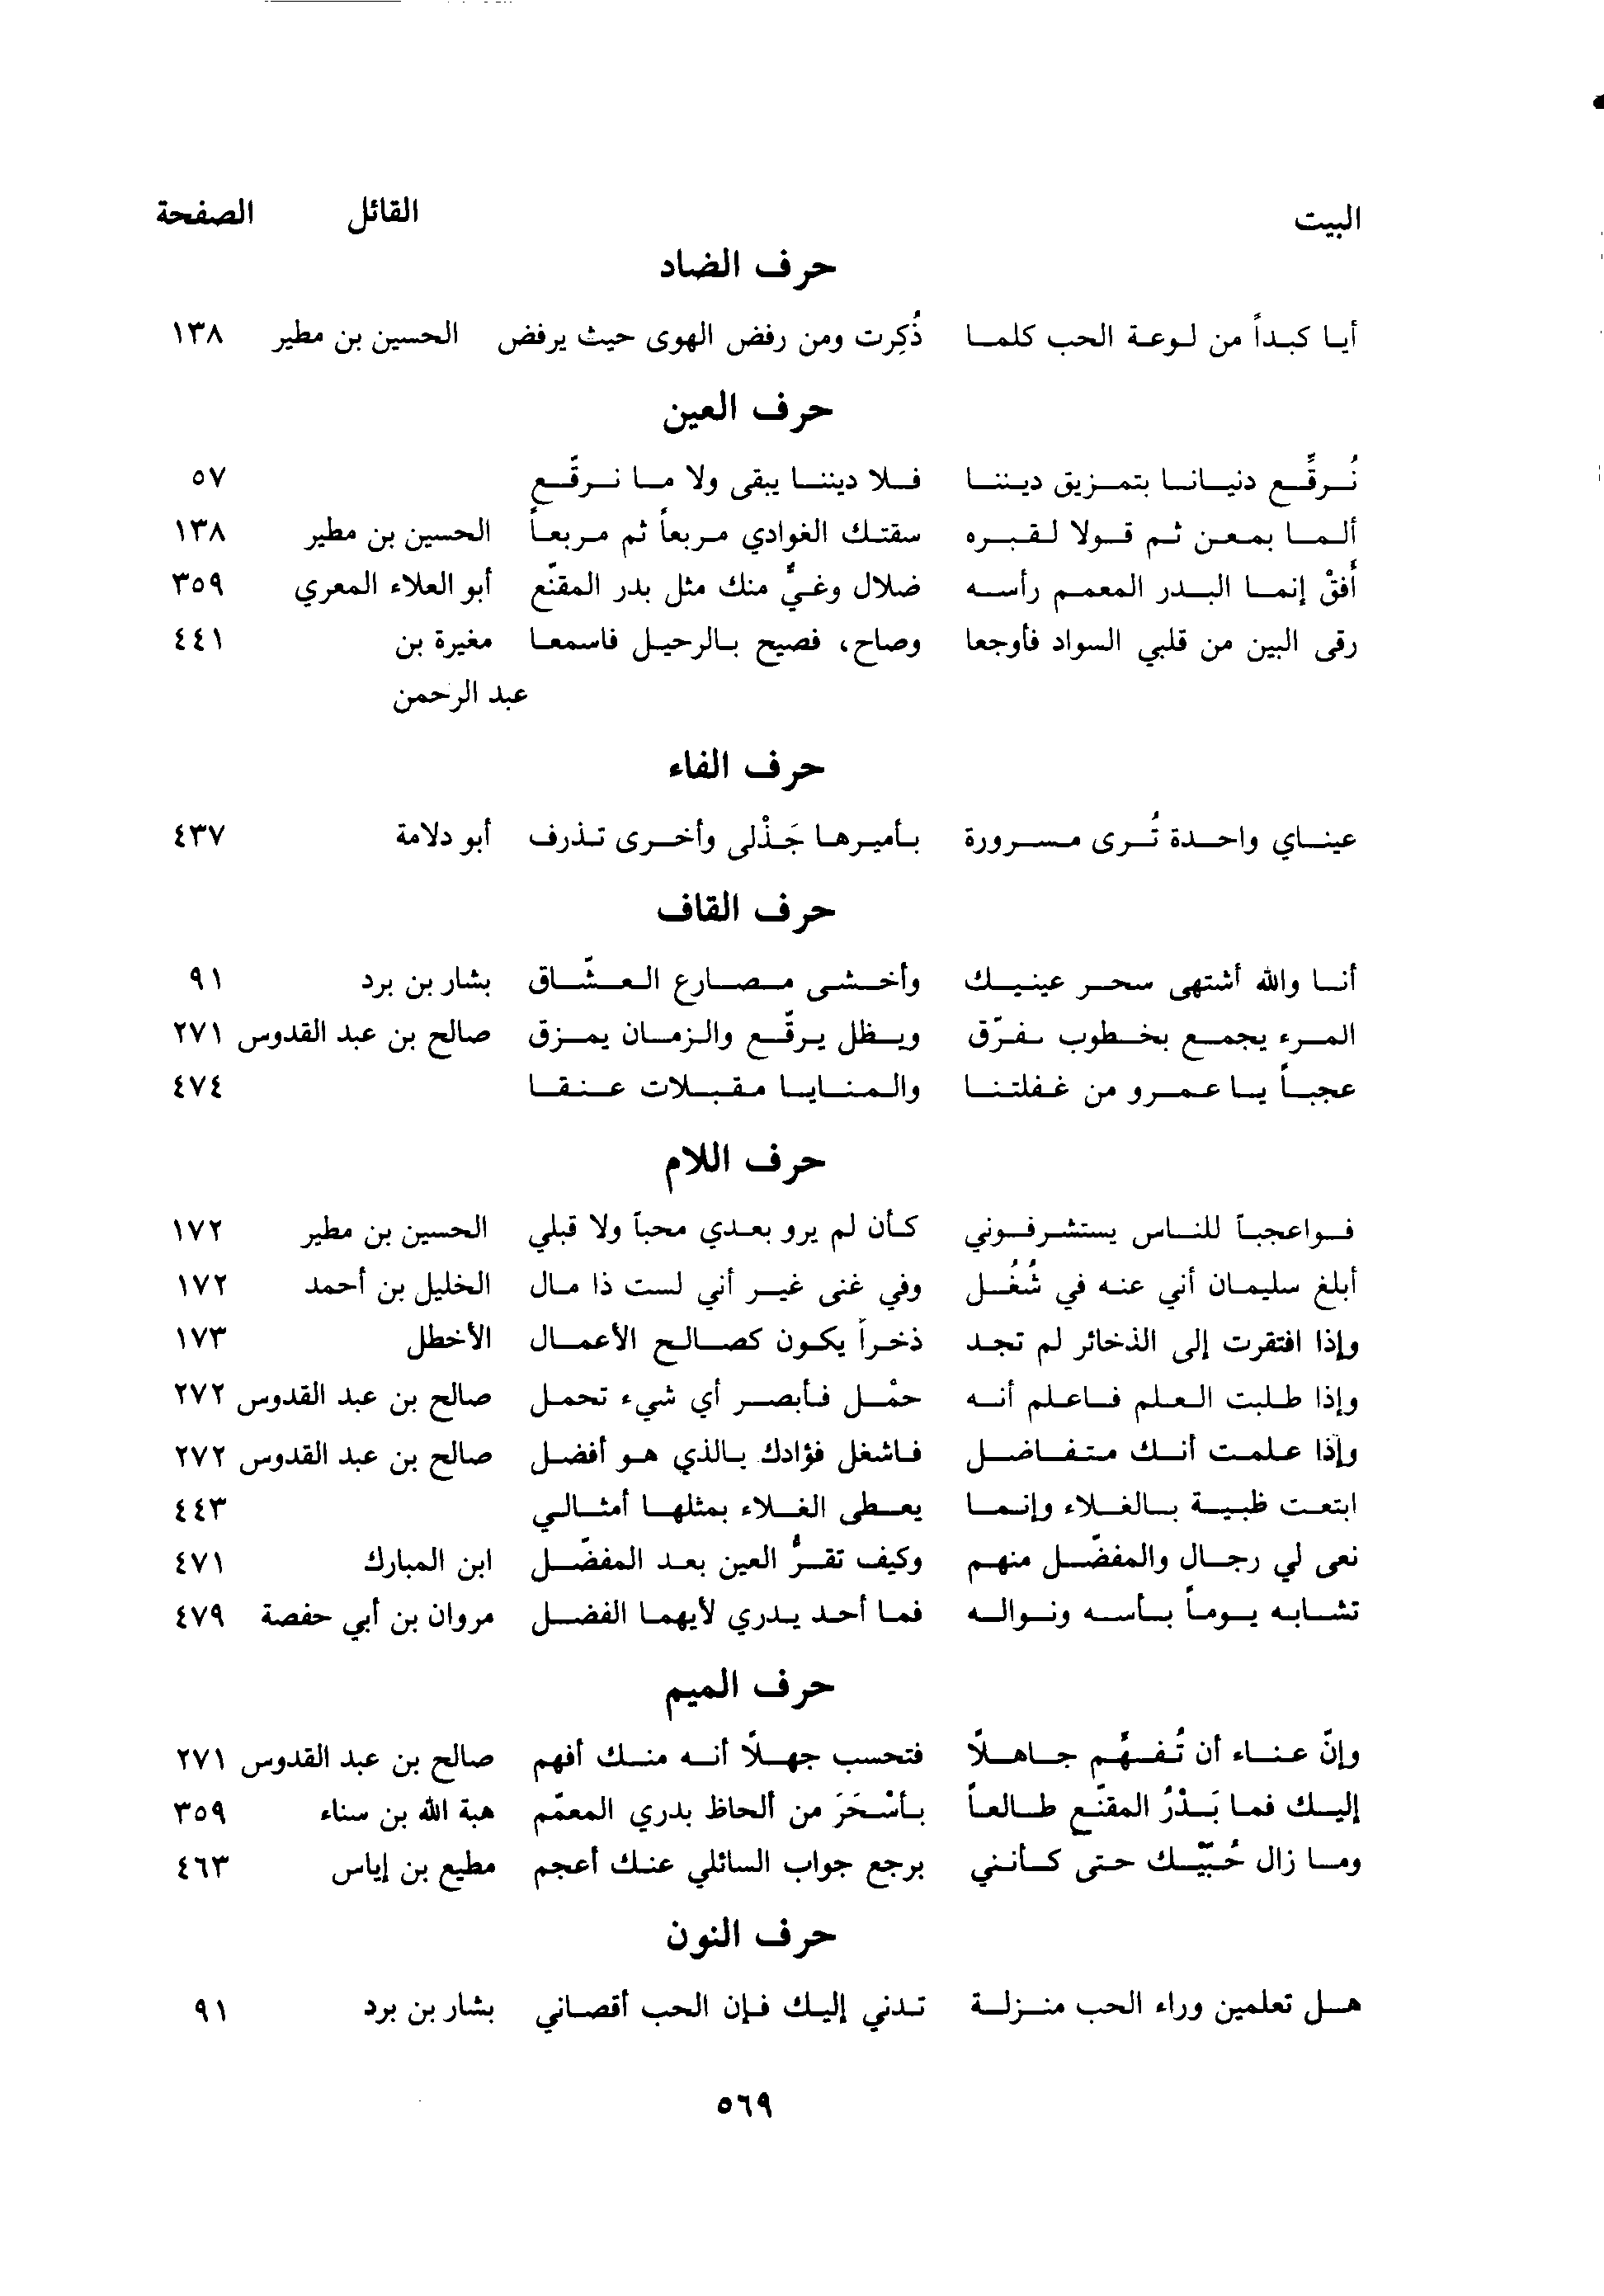 البيت القائل الصفحة
حرف الضاد
أيا كبداً من لوعة الحب كلما ذُكِرت ومن رفض الهوى حيث يرفض الحسين بن مطير ١٣٨
حرف العين
نُرقِّع دنيانا بتمزيق ديننا فلا ديننا يبقى ولا ما نرقّع ٥٧
ألما بمعن ثم قولا لقبره سقتك الغوادي مربعاً ثم مربعاً الحسين بن مطير ١٣٨
أفقْ إنما البدر المعمم رأسه ضلال وغيٌّ منك مثل بدر المقنّع أبو العلاء المعري ٣٥٩
رقى البين من قلبي السواد فأوجعا وصاح، فصيح بالرحيل فاسمعا مغيرة بن ٤٤١
عبد الرحمن
حرف الفاء
عيناي واحدة تُرى مسرورة بأميرها جَذْلى وأخرى تذرف أبو دلامة ٤٣٧
حرف القاف
أنا والله أشتهى سحر عينيك وأخشى مصارع العشّاق بشار بن برد ٩١
المرء يجمع بخطوب يفرّق ويظل يرقّع والزمان يمزق صالح بن عبد القدوس ٢٧١
عجباً يا عمرو من غفلتنا والمنايا مقبلات عنقا ٤٧٤
حرف اللام
فواعجباً للناس يستشرفوني كأن لم يرو بعدي محباً ولا قبلي الحسين بن مطير ١٧٢
أبلغ سليمان أني عنه في شُغُل وفي غنى غير أني لست ذا مال الخليل بن أحمد ١٧٢
وإذا افتقرت إلى الذخائر لم تجد ذخراً يكون كصالح الأعمال الأخطل ١٧٣
وإذا طلبت العلم فاعلم أنه حمْل فأبصر أي شيء تحمل صالح بن عبد القدوس ٢٧٢
وإذا علمت أنك متفاضل فاشغل فؤادك بالذي هو أفضل صالح بن عبد القدوس ٢٧٢
ابتعت ظبية بالغلاء وإنما يعطى الغلاء بمثلها أمثالي ٤٤٣
نعى لي رجال والمفضّل منهم وكيف تقرُّ العين بعد المفضّل ابن المبارك ٤٧١
تشابه يوماً بأسه ونواله فما أحد يدري لأيهما الفضل مروان بن أبي حفصة ٤٧٩
حرف الميم
وإنّ عناء أن تُفهّم جاهلاً فتحسب جهلاً أنه منك أفهم صالح بن عبد القدوس ٢٧١
إليك فما بَدْرُ المقنّع طالعاً بأسْحَرَ من ألحاظ بدري المعمّم هبة الله بن سناء ٣٥٩
وما زال حُبّيك حتى كأنني برجع جواب السائلي عنك أعجم مطيع بن إياس ٤٦٣
حرف النون
هل تعلمين وراء الحب منزلة تدني إليك فإن الحب أقصاني بشار بن برد ٩١
٥٦٩